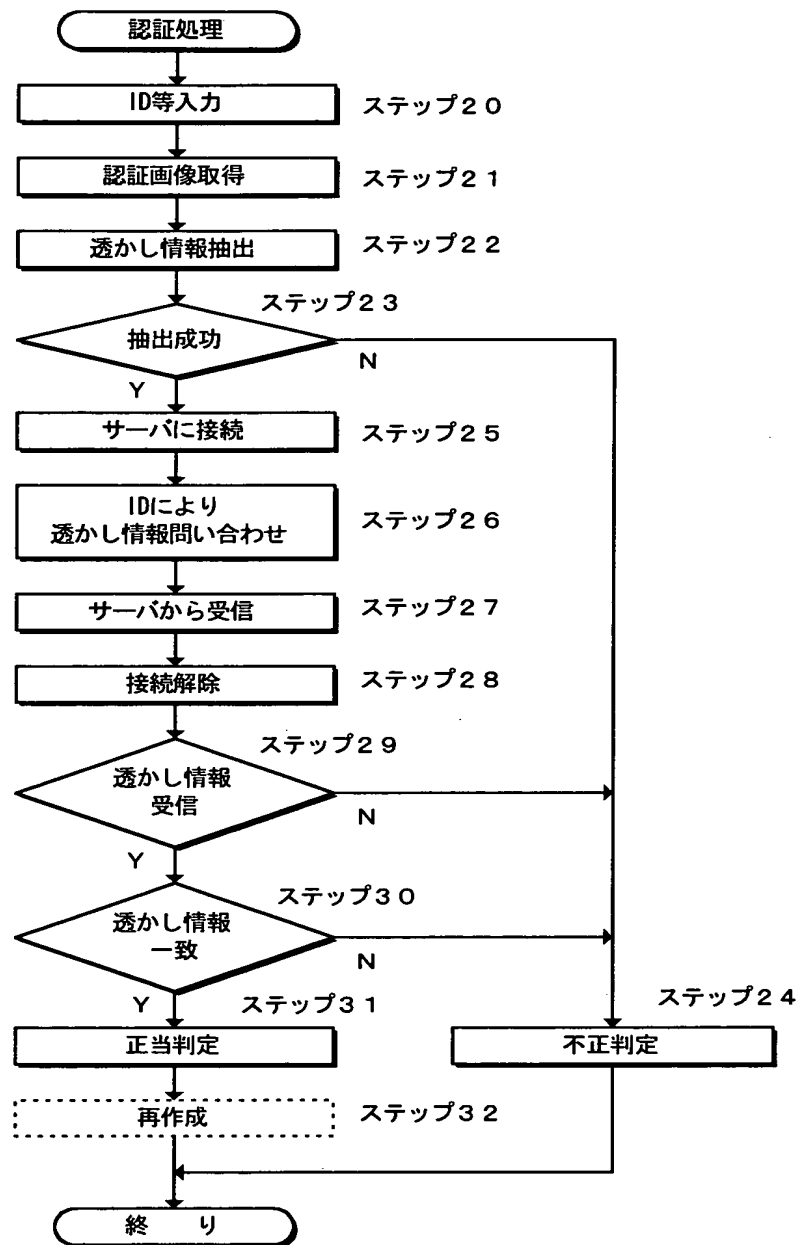 認証処理
ID等入力
ステップ20
認証画像取得
ステップ21
透かし情報抽出
ステップ22
ステップ23
抽出成功
N
Y
サーバに接続
ステップ25
IDにより
透かし情報問い合わせ
ステップ26
サーバから受信
ステップ27
接続解除
ステップ28
ステップ29
透かし情報
受信
N
Y
ステップ30
透かし情報
一致
N
Y
ステップ31
ステップ24
正当判定
不正判定
再作成
ステップ32
終　り